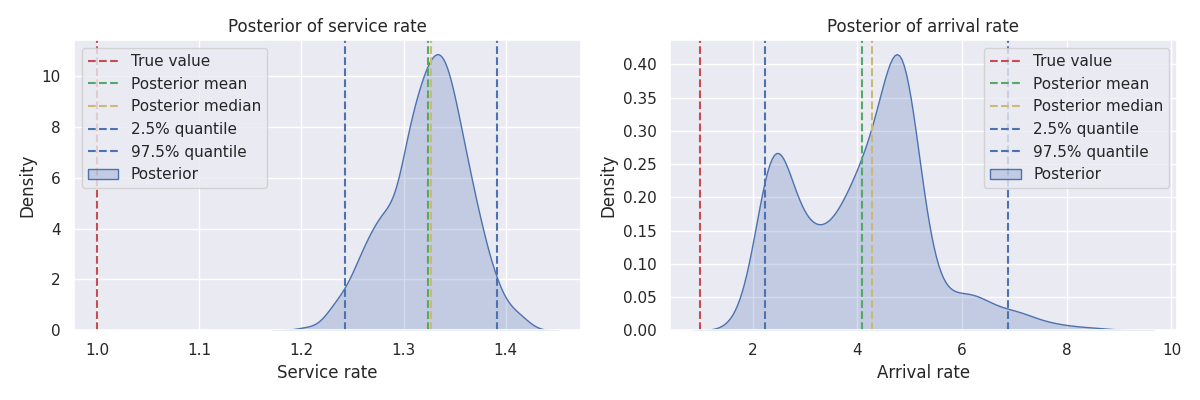 Posterior of service rate
True value
Posterior mean
Posterior median
2.5% quantile
97.5% quantile
Posterior
Density
10
8
6
4
2
0
1.0 1.1 1.2 1.3 1.4
Service rate
Posterior of arrival rate
True value
Posterior mean
Posterior median
2.5% quantile
97.5% quantile
Posterior
Density
0.40
0.35
0.30
0.25
0.20
0.15
0.10
0.05
0.00
2 4 6 8 10
Arrival rate